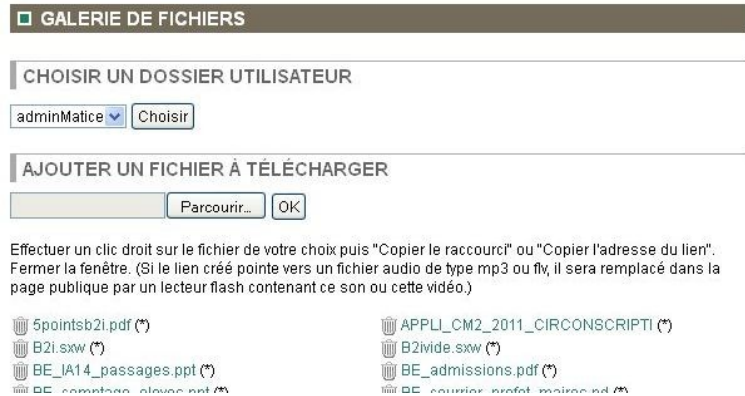 GALERIE DE FICHIERS
CHOISIR UN DOSSIER UTILISATEUR
adminMatice Choisir
AJOUTER UN FICHIER À TÉLÉCHARGER
Parcourir... OK
Effectuer un clic droit sur le fichier de votre choix puis "Copier le raccourci" ou "Copier l'adresse du lien".
Fermer la fenêtre. (Si le lien créé pointe vers un fichier audio de type mp3 ou flv, il sera remplacé dans la
page publique par un lecteur flash contenant ce son ou cette vidéo.)
5pointsb2i.pdf (*) APPLI_CM2_2011_CIRCONSCRIPTI (*)
B2i.sxw (*) B2ivide.sxw (*)
BE_IA14_passages.ppt (*) BE_admissions.pdf (*)
BE_comptage_eleves.ppt (*) BE_courrier_prefet_maires.pd (*)